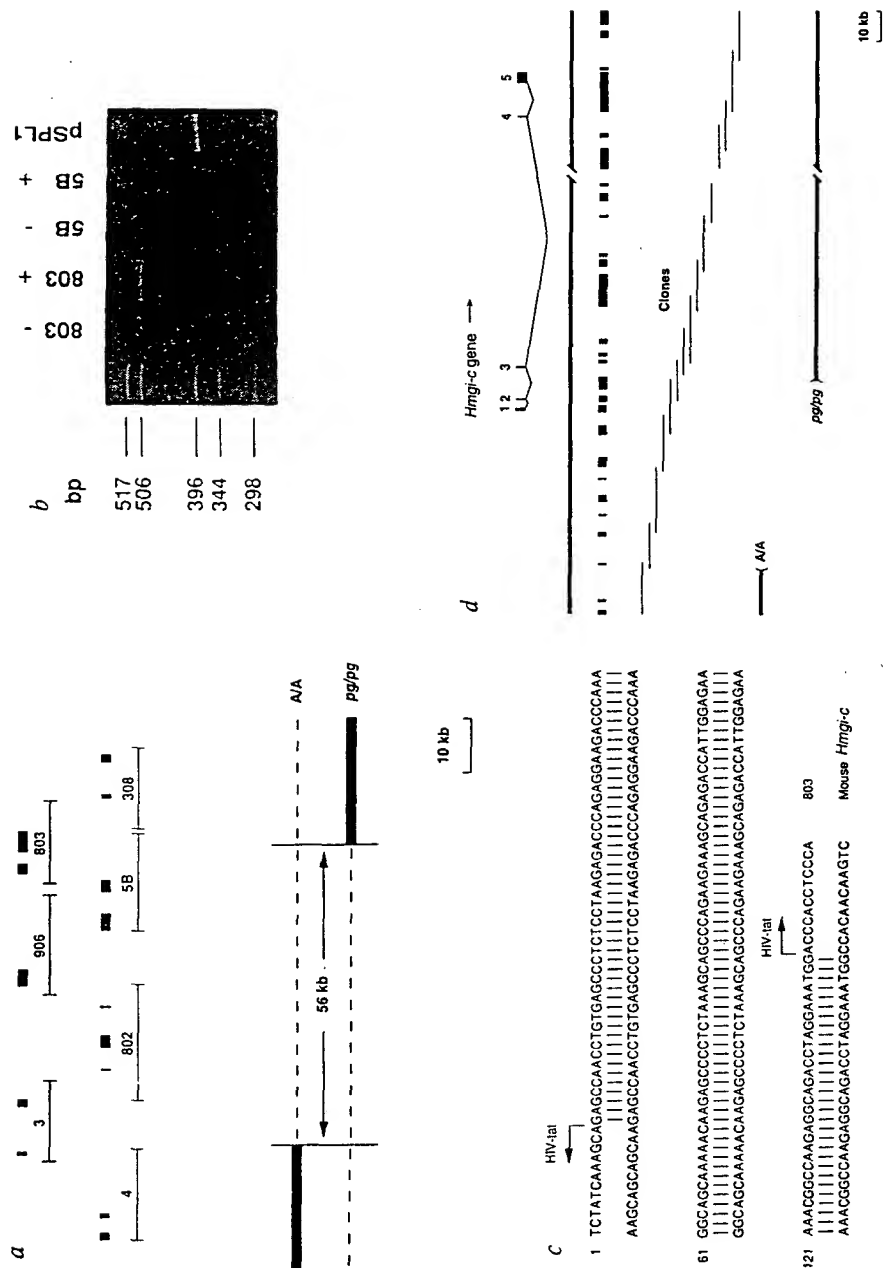 a
4
3
802
906
5B
803
308
A/A
56 kb
pg/pg
10 kb
b
bp
- 803
+ 803
- 5B
+ 5B
pSPL1
517
506
396
344
298
c
HIV-tat
1 TCTATCAAAGCAGAGCCAACCTGTGAGCCCTCTCCTAAGAGACCCAGAGGAAGACCCAAA
AAGCAGCAGCAAGAGCCAACCTGTGAGCCCTCTCCTAAGAGACCCAGAGGAAGACCCAAA
61 GGCAGCAAAAACAAGAGCCCCTCTAAAGCAGCCCAGAAGAAAGCAGAGACCATTGGAGAA
GGCAGCAAAAACAAGAGCCCCTCTAAAGCAGCCCAGAAGAAAGCAGAGACCATTGGAGAA
HIV-tat
121 AAACGGCCAAGAGGCAGACCTAGGAAATGGACCCACCTCCCA 803
AAACGGCCAAGAGGCAGACCTAGGAAATGGCCACAACAAGTC Mouse Hmgi-c
d
Hmgi-c gene
1 2 3 4 5
Clones
A/A
pg/pg
10 kb